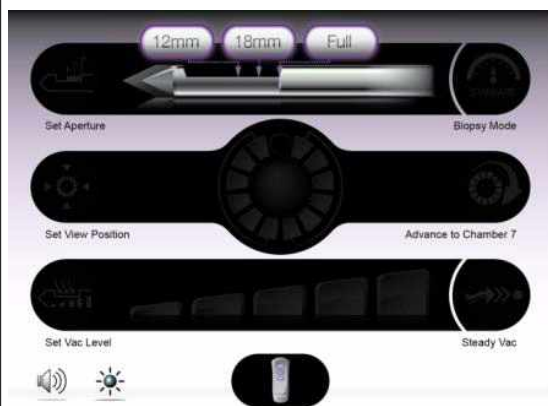 12mm 18mm Full
Set Aperture Biopsy Mode
Set View Position Advance to Chamber 7
Set Vac Level Steady Vac